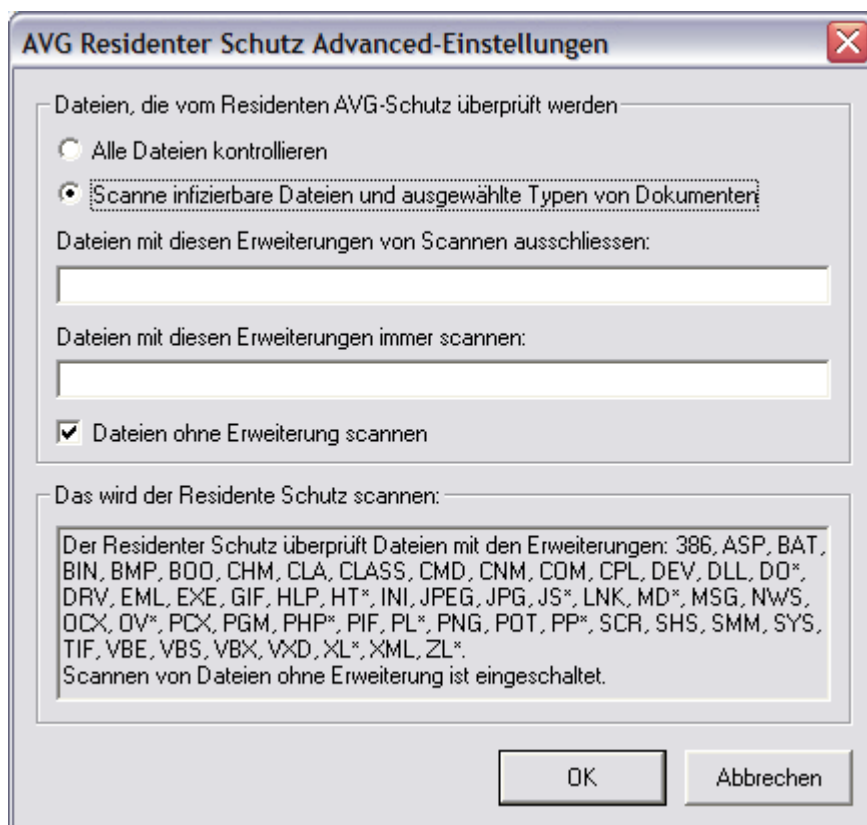 AVG Residenter Schutz Advanced-Einstellungen
Dateien, die vom Residenten AVG-Schutz überprüft werden
Alle Dateien kontrollieren
Scanne infizierbare Dateien und ausgewählte Typen von Dokumenten
Dateien mit diesen Erweiterungen von Scannen ausschliessen:
Dateien mit diesen Erweiterungen immer scannen:
Dateien ohne Erweiterung scannen
Das wird der Residente Schutz scannen:
Der Residenter Schutz überprüft Dateien mit den Erweiterungen: 386, ASP, BAT,
BIN, BMP, BOO, CHM, CLA, CLASS, CMD, CNM, COM, CPL, DEV, DLL, DO*,
DRV, EML, EXE, GIF, HLP, HT*, INI, JPEG, JPG, JS*, LNK, MD*, MSG, NWS,
OCX, OV*, PCX, PGM, PHP*, PIF, PL*, PNG, POT, PP*, SCR, SHS, SMM, SYS,
TIF, VBE, VBS, VBX, VXD, XL*, XML, ZL*.
Scannen von Dateien ohne Erweiterung ist eingeschaltet.
OK
Abbrechen